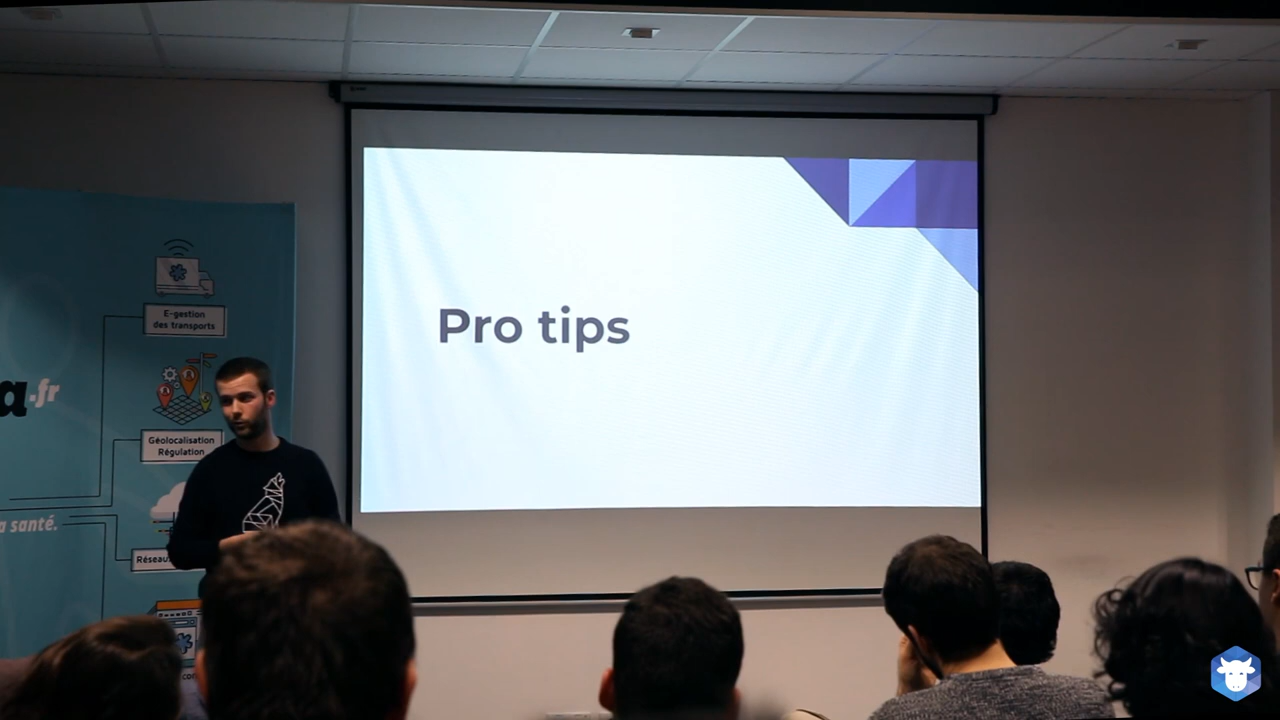 Pro tips
E-gestion
des transports
a.fr
Géolocalisation
Régulation
a santé.
Réseau